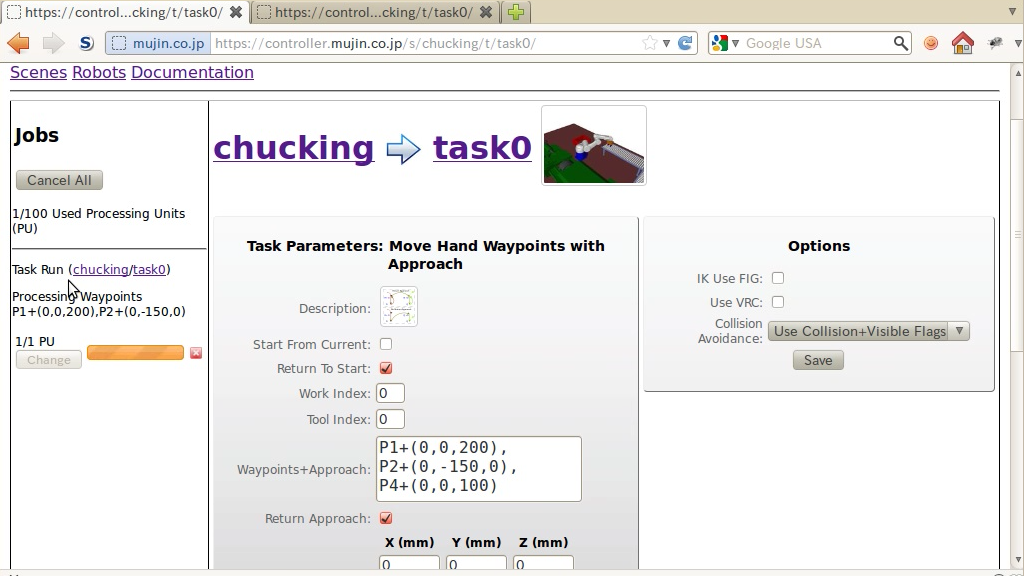 https://control...cking/t/task0/
https://control...cking/t/task0/
S
mujin.co.jp
https://controller.mujin.co.jp/s/chucking/t/task0/
Google USA
Scenes Robots Documentation
Jobs
Cancel All
1/100 Used Processing Units
(PU)
Task Run (chucking/task0)
Processing Waypoints
P1+(0,0,200),P2+(0,-150,0)
1/1 PU
Change
chucking task0
Task Parameters: Move Hand Waypoints with
Approach
Description:
Start From Current:
Return To Start:
Work Index: 0
Tool Index: 0
Waypoints+Approach:
P1+(0,0,200),
P2+(0,-150,0),
P4+(0,0,100)
Return Approach:
X (mm) Y (mm) Z (mm)
0 0 0
Options
IK Use FIG:
Use VRC:
Collision
Avoidance:
Use Collision+Visible Flags
Save